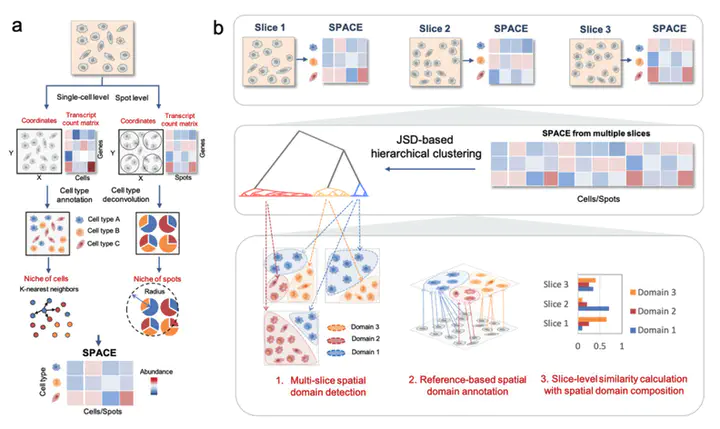 a
Single-cell level
Spot level
Coordinates
Transcript
count matrix
Coordinates
Transcript
count matrix
Y
X
Cells
Genes
Y
X
Spots
Genes
Cell type
annotation
Cell type
deconvolution
Cell type A
Cell type B
Cell type C
Niche of cells
K-nearest neighbors
Niche of spots
Radius
SPACE
Cell type
Abundance
Cells/Spots
b
Slice 1
SPACE
Slice 2
SPACE
Slice 3
SPACE
JSD-based
hierarchical clustering
SPACE from multiple slices
Cells/Spots
Domain 3
Domain 2
Domain 1
1. Multi-slice spatial
domain detection
2. Reference-based spatial
domain annotation
Slice 3
Slice 2
Slice 1
0 0.5 1
Domain 3
Domain 2
Domain 1
3. Slice-level similarity calculation
with spatial domain composition